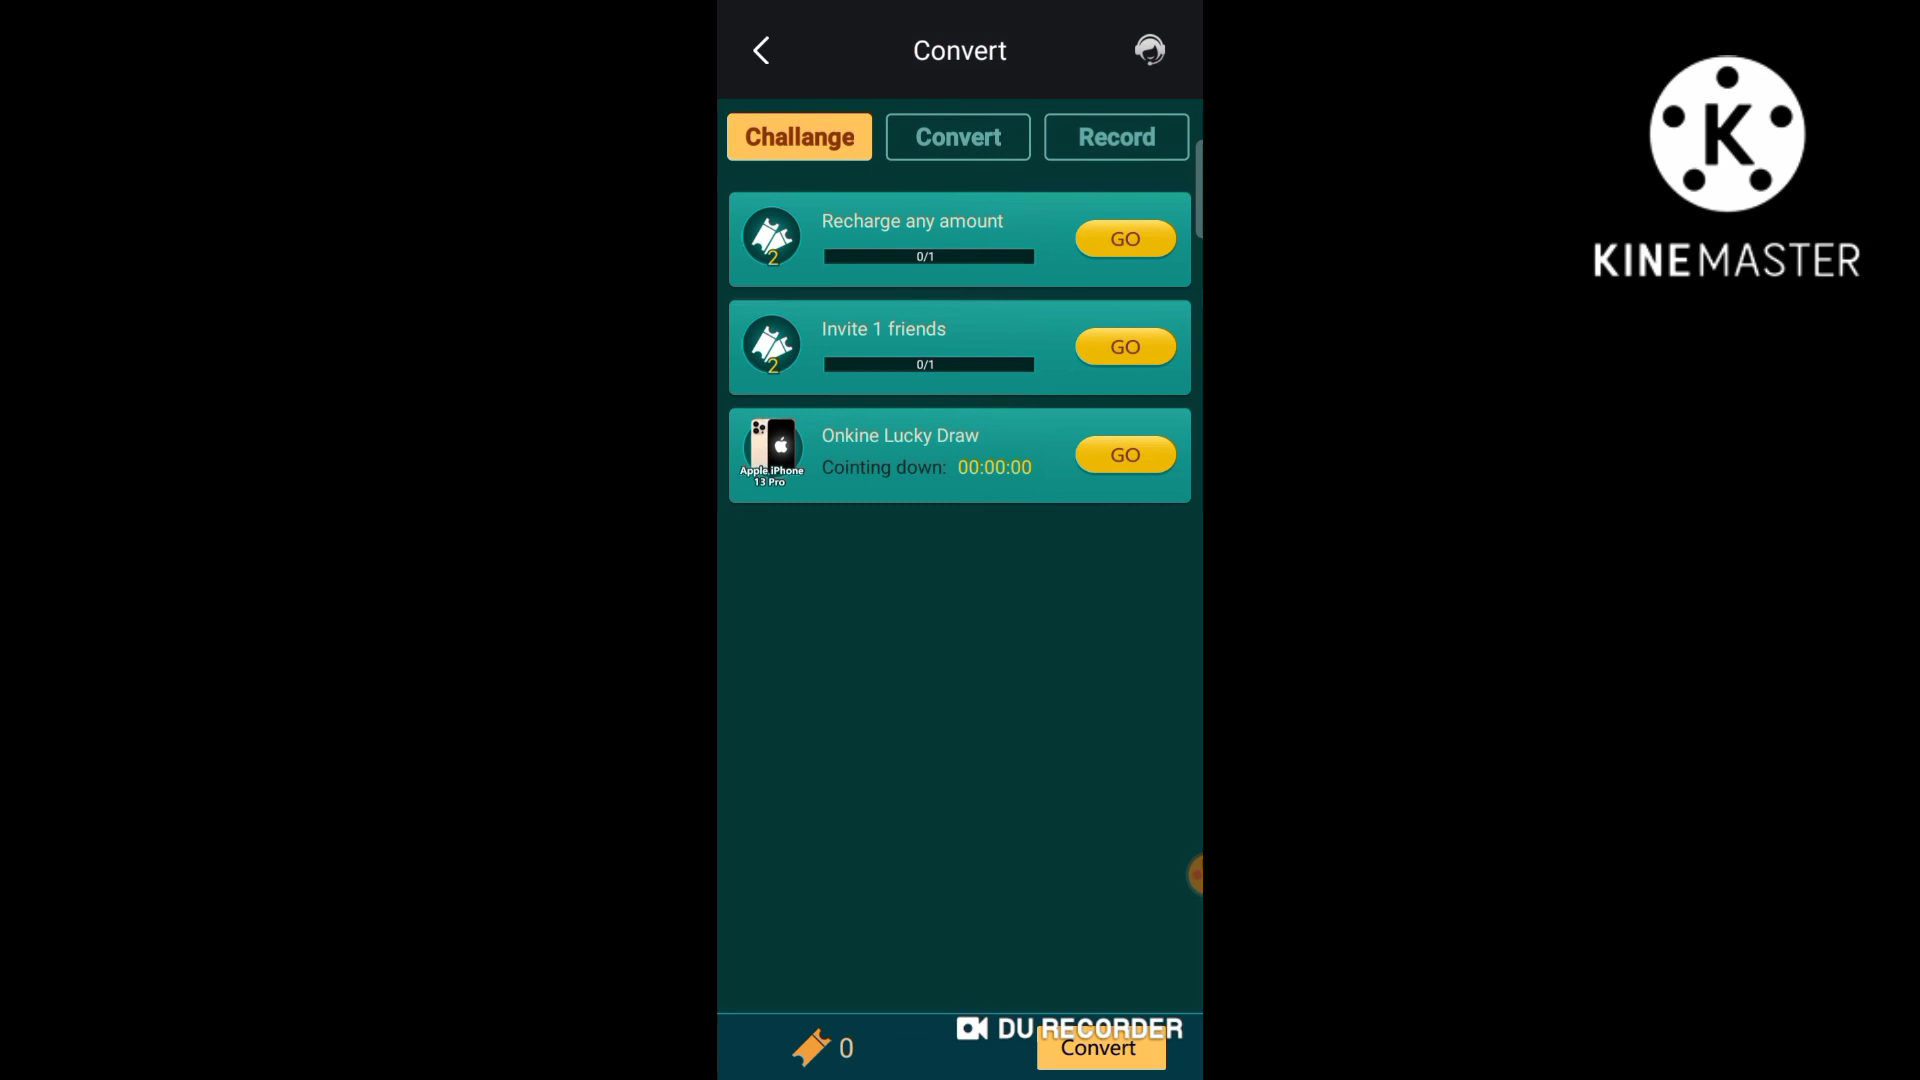 Convert
Challange
Convert
Record
Recharge any amount
0/1
GO
2
Invite 1 friends
0/1
GO
2
Onkine Lucky Draw
Cointing down: 00:00:00
GO
Apple iPhone
13 Pro
0
DU RECORDER
Convert
K
KINEMASTER